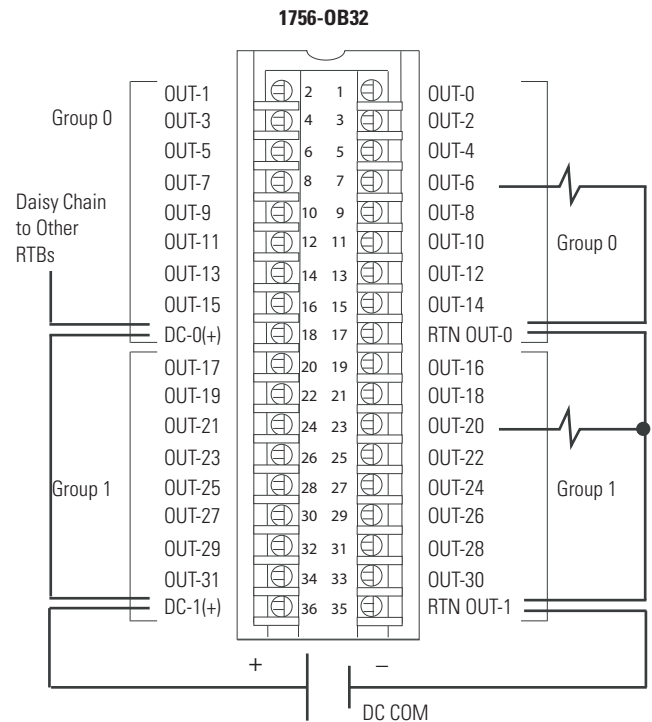 1756-OB32
OUT-1 2 1 OUT-0
Group 0 OUT-3 4 3 OUT-2
OUT-5 6 5 OUT-4
OUT-7 8 7 OUT-6
Daisy Chain
to Other
RTBs
OUT-9 10 9 OUT-8
OUT-11 12 11 OUT-10 Group 0
OUT-13 14 13 OUT-12
OUT-15 16 15 OUT-14
DC-0(+) 18 17 RTN OUT-0
OUT-17 20 19 OUT-16
OUT-19 22 21 OUT-18
OUT-21 24 23 OUT-20
OUT-23 26 25 OUT-22
Group 1 OUT-25 28 27 OUT-24 Group 1
OUT-27 30 29 OUT-26
OUT-29 32 31 OUT-28
OUT-31 34 33 OUT-30
DC-1(+) 36 35 RTN OUT-1
+ –
DC COM